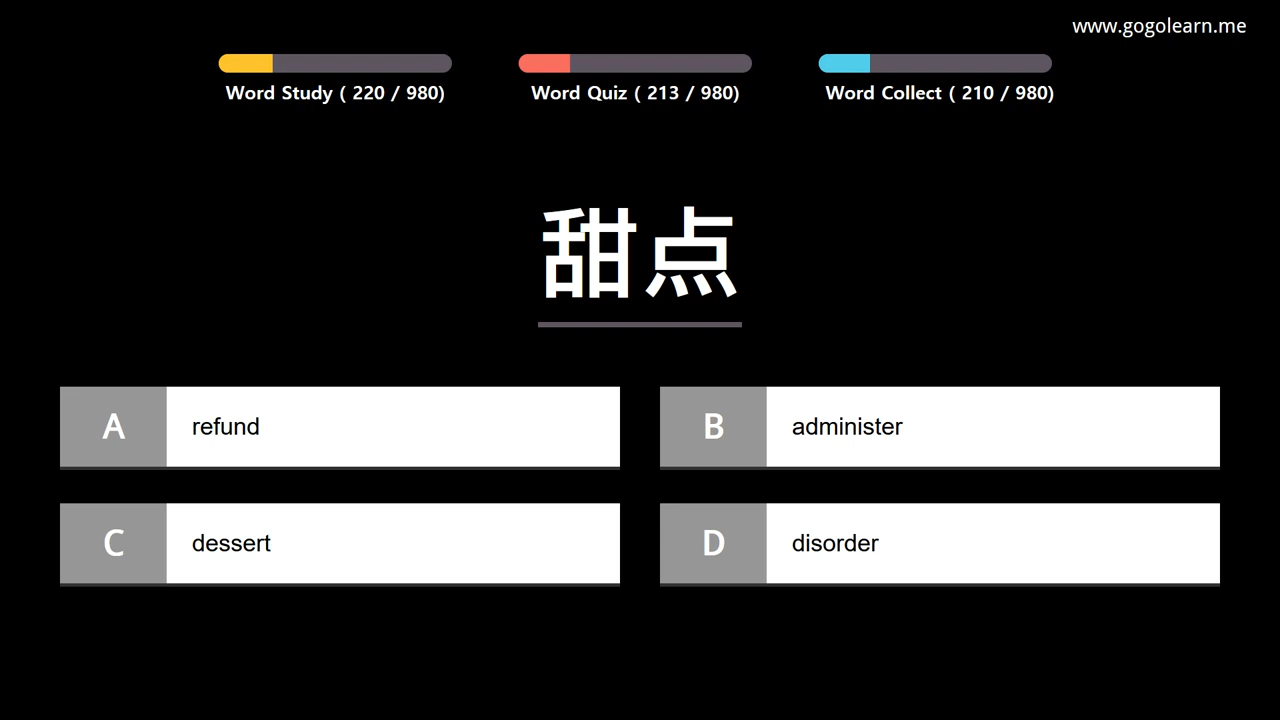 www.gogolearn.me
Word Study ( 220 / 980)
Word Quiz ( 213 / 980)
Word Collect ( 210 / 980)
甜点
A refund
B administer
C dessert
D disorder